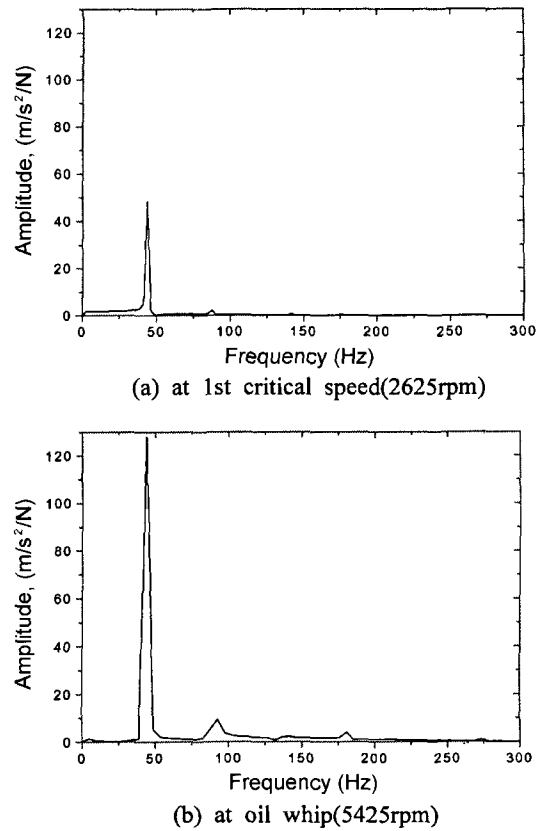 120
100
80
60
40
20
0
Amplitude, (m/s²/N)
0 50 100 150 200 250 300
Frequency (Hz)
(a) at 1st critical speed(2625rpm)
120
100
80
60
40
20
0
Amplitude, (m/s²/N)
0 50 100 150 200 250 300
Frequency (Hz)
(b) at oil whip(5425rpm)